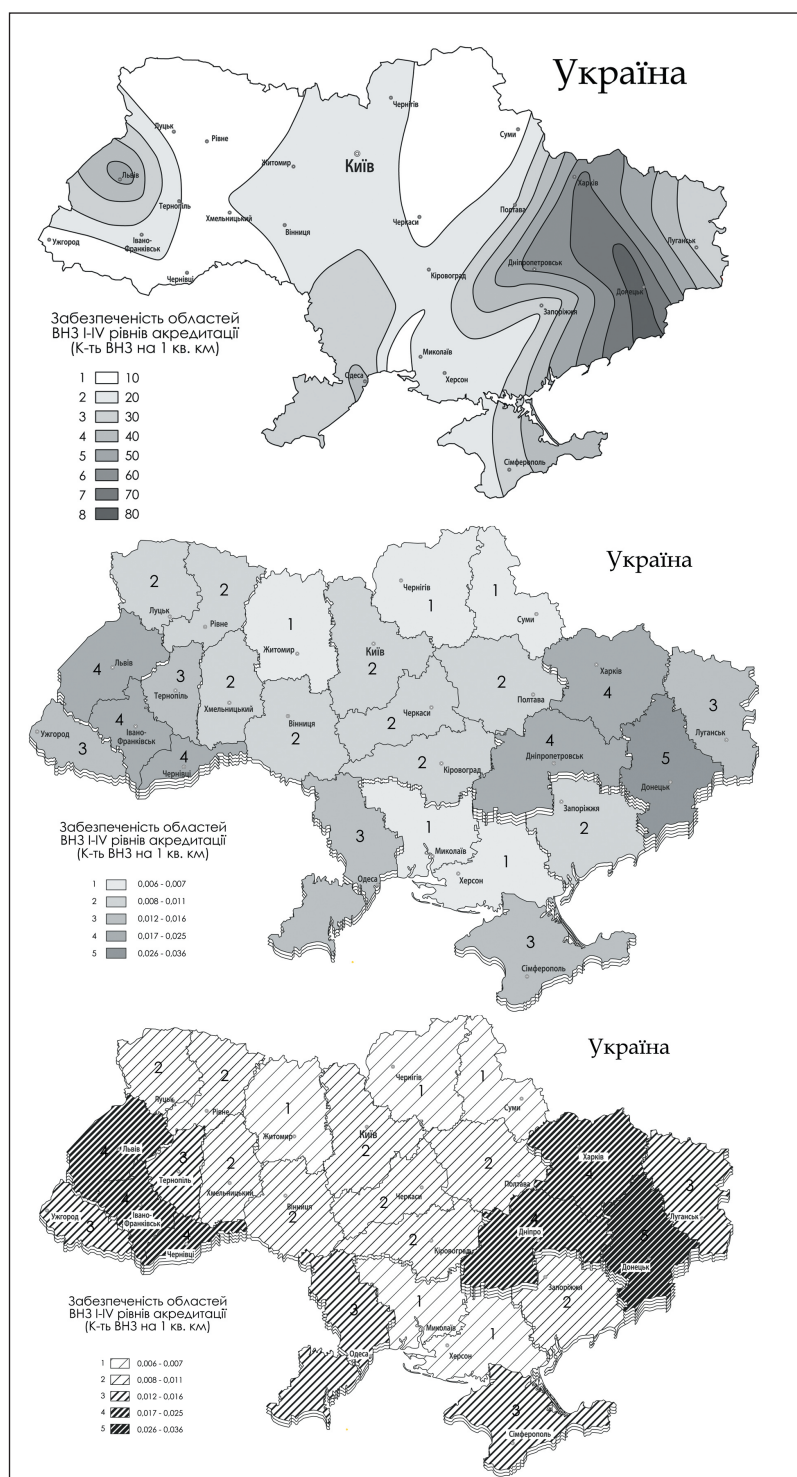 Україна
Чернігів
Луцьк
Рівне
Суми
Київ
Житомир
Львів
Харків
Тернопіль
Полтава
Хмельницький
Черкаси
Вінниця
Івано-
Франківськ
Ужгород
Луганськ
Дніпропетровськ
Кіровоград
Чернівці
Донецьк
Запоріжжя
Забезпеченість областей
ВНЗ І-IV рівнів акредитації
(К-ть ВНЗ на 1 кв. км)
Миколаїв
Херсон
Одеса
Сімферополь
1 10
2 20
3 30
4 40
5 50
6 60
7 70
8 80
Україна
2
2
Чернігів
1
1
Луцьк
Рівне
1
Суми
Київ
Житомир
2
Львів
4
Харків
4
3
Тернопіль
2
Хмельницький
2
Полтава
3
Черкаси
2
Вінниця
2
4
Івано-
Франківськ
Ужгород
3
Луганськ
4
Дніпропетровськ
5
Донецьк
4
Чернівці
2
Кіровоград
Запоріжжя
2
3
1
Миколаїв
1
Херсон
Одеса
3
Сімферополь
Забезпеченість областей
ВНЗ І-IV рівнів акредитації
(К-ть ВНЗ на 1 кв. км)
1 0,006 - 0,007
2 0,008 - 0,011
3 0,012 - 0,016
4 0,017 - 0,025
5 0,026 - 0,036
Україна
2
2
Чернігів
1
1
Луцьк
Рівне
1
Суми
Київ
Житомир
2
Львів
4
Харків
4
3
Тернопіль
2
Хмельницький
2
Полтава
3
Черкаси
2
Вінниця
2
4
Івано-
Франківськ
Ужгород
3
Луганськ
4
Дніпро
5
Донецьк
4
Чернівці
2
Кіровоград
Запоріжжя
2
3
1
Миколаїв
1
Херсон
Одеса
3
Сімферополь
Забезпеченість областей
ВНЗ І-IV рівнів акредитації
(К-ть ВНЗ на 1 кв. км)
1 0,006 - 0,007
2 0,008 - 0,011
3 0,012 - 0,016
4 0,017 - 0,025
5 0,026 - 0,036